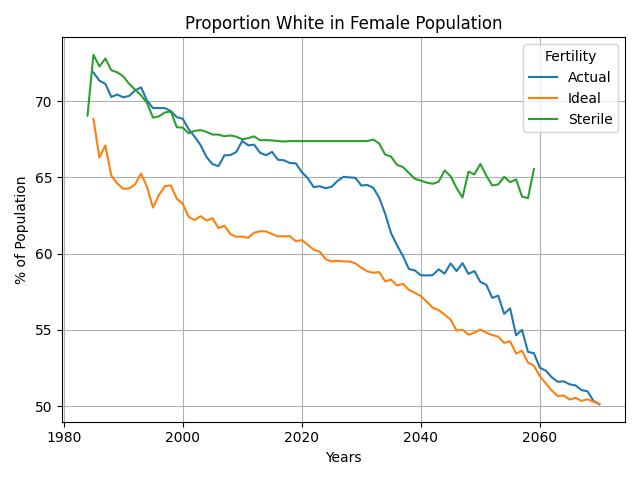 Proportion White in Female Population
% of Population
70
65
60
55
50
1980
2000
2020
2040
2060
Years
Fertility
Actual
Ideal
Sterile